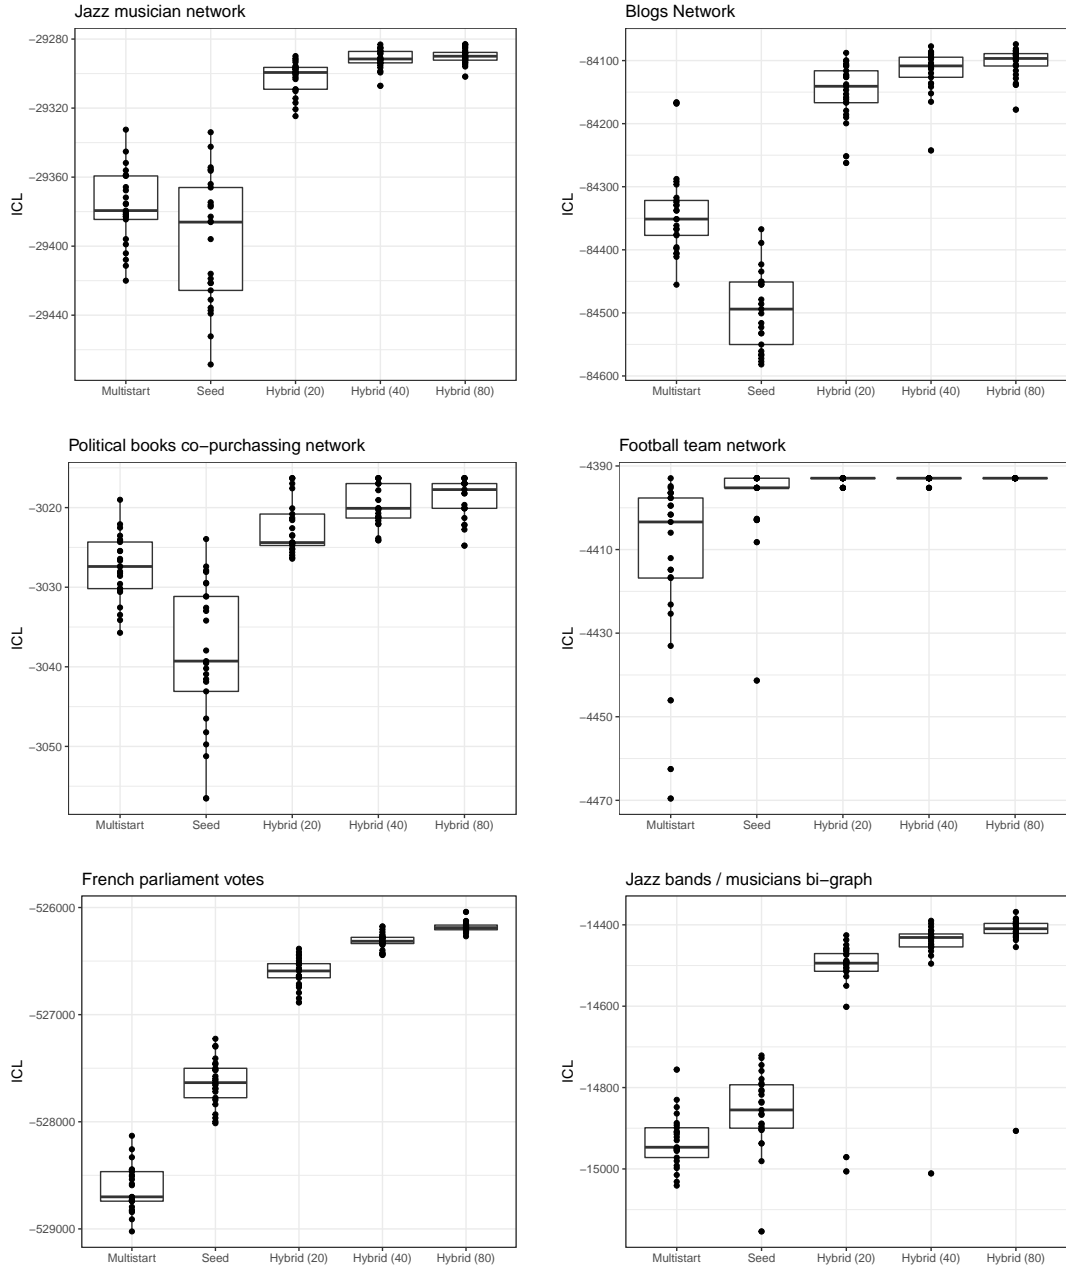 Jazz musician network
ICL
−29280
−29320
−29360
−29400
−29440
Multistart Seed Hybrid (20) Hybrid (40) Hybrid (80)
Blogs Network
−84100
−84200
−84300
−84400
−84500
−84600
Multistart Seed Hybrid (20) Hybrid (40) Hybrid (80)
Political books co−purchassing network
ICL
−3020
−3030
−3040
−3050
Multistart Seed Hybrid (20) Hybrid (40) Hybrid (80)
Football team network
ICL
−4390
−4410
−4430
−4450
−4470
Multistart Seed Hybrid (20) Hybrid (40) Hybrid (80)
French parliament votes
ICL
−526000
−527000
−528000
−529000
Multistart Seed Hybrid (20) Hybrid (40) Hybrid (80)
Jazz bands / musicians bi−graph
ICL
−14400
−14600
−14800
−15000
Multistart Seed Hybrid (20) Hybrid (40) Hybrid (80)